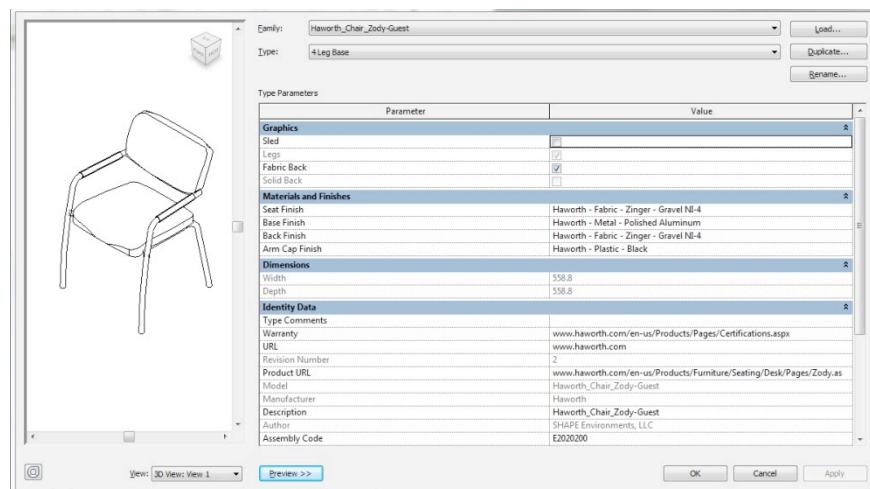 Family: Haworth_Chair_Zody-Guest Load...
Type: 4 Leg Base Duplicate...
Rename...
Type Parameters
Parameter Value
Graphics
Sled
Legs
Fabric Back
Solid Back
Materials and Finishes
Seat Finish Haworth - Fabric - Zinger - Gravel NI-4
Base Finish Haworth - Metal - Polished Aluminum
Back Finish Haworth - Fabric - Zinger - Gravel NI-4
Arm Cap Finish Haworth - Plastic - Black
Dimensions
Width 558.8
Depth 558.8
Identity Data
Type Comments
Warranty www.haworth.com/en-us/Products/Pages/Certifications.aspx
URL www.haworth.com
Revision Number 2
Product URL www.haworth.com/en-us/Products/Furniture/Seating/Desk/Pages/Zody.as
Model Haworth_Chair_Zody-Guest
Manufacturer Haworth
Description Haworth_Chair_Zody-Guest
Author SHAPE Environments, LLC
Assembly Code E2020200
View: 3D View: View 1 Preview >> OK Cancel Apply